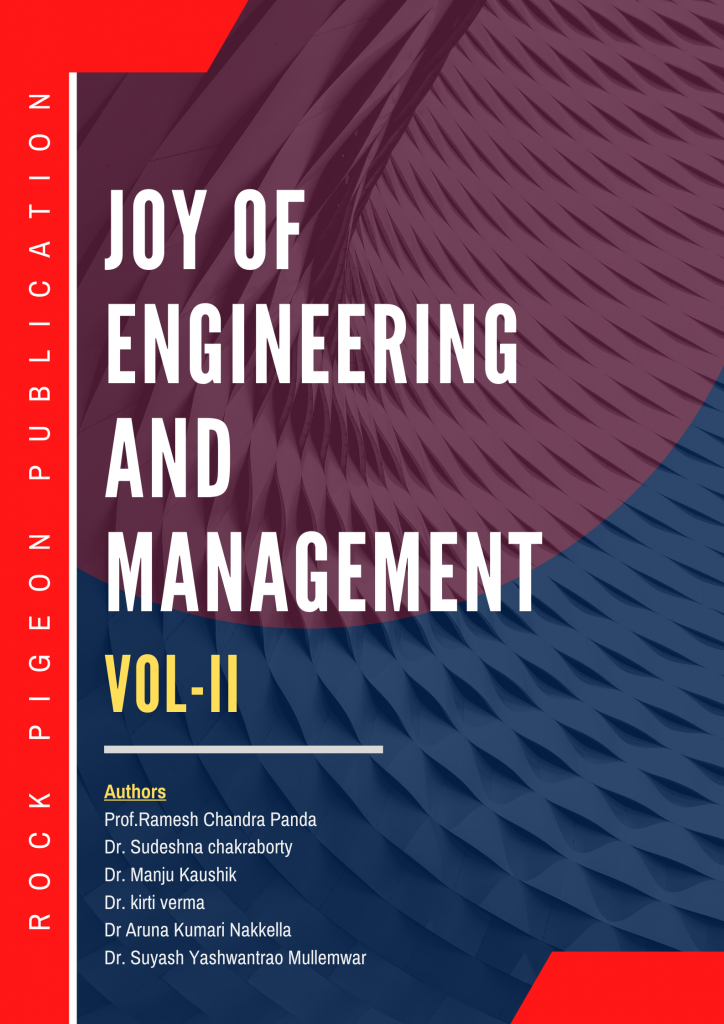 ROCK PIGEON PUBLICATION
JOY OF
ENGINEERING
AND
MANAGEMENT
VOL-II
Authors
Prof.Ramesh Chandra Panda
Dr. Sudeshna chakraborty
Dr. Manju Kaushik
Dr. kirti verma
Dr Aruna Kumari Nakkella
Dr. Suyash Yashwantrao Mullemwar